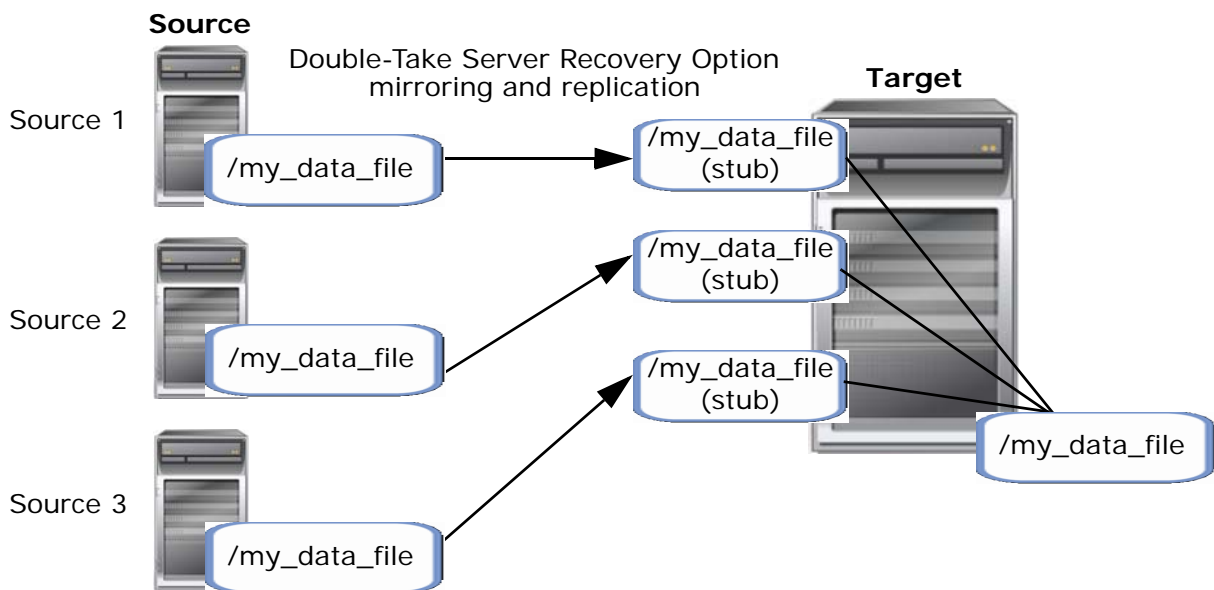 Source
Double-Take Server Recovery Option
mirroring and replication
Target
Source 1
/my_data_file
/my_data_file
(stub)
Source 2
/my_data_file
/my_data_file
(stub)
Source 3
/my_data_file
/my_data_file
(stub)
/my_data_file